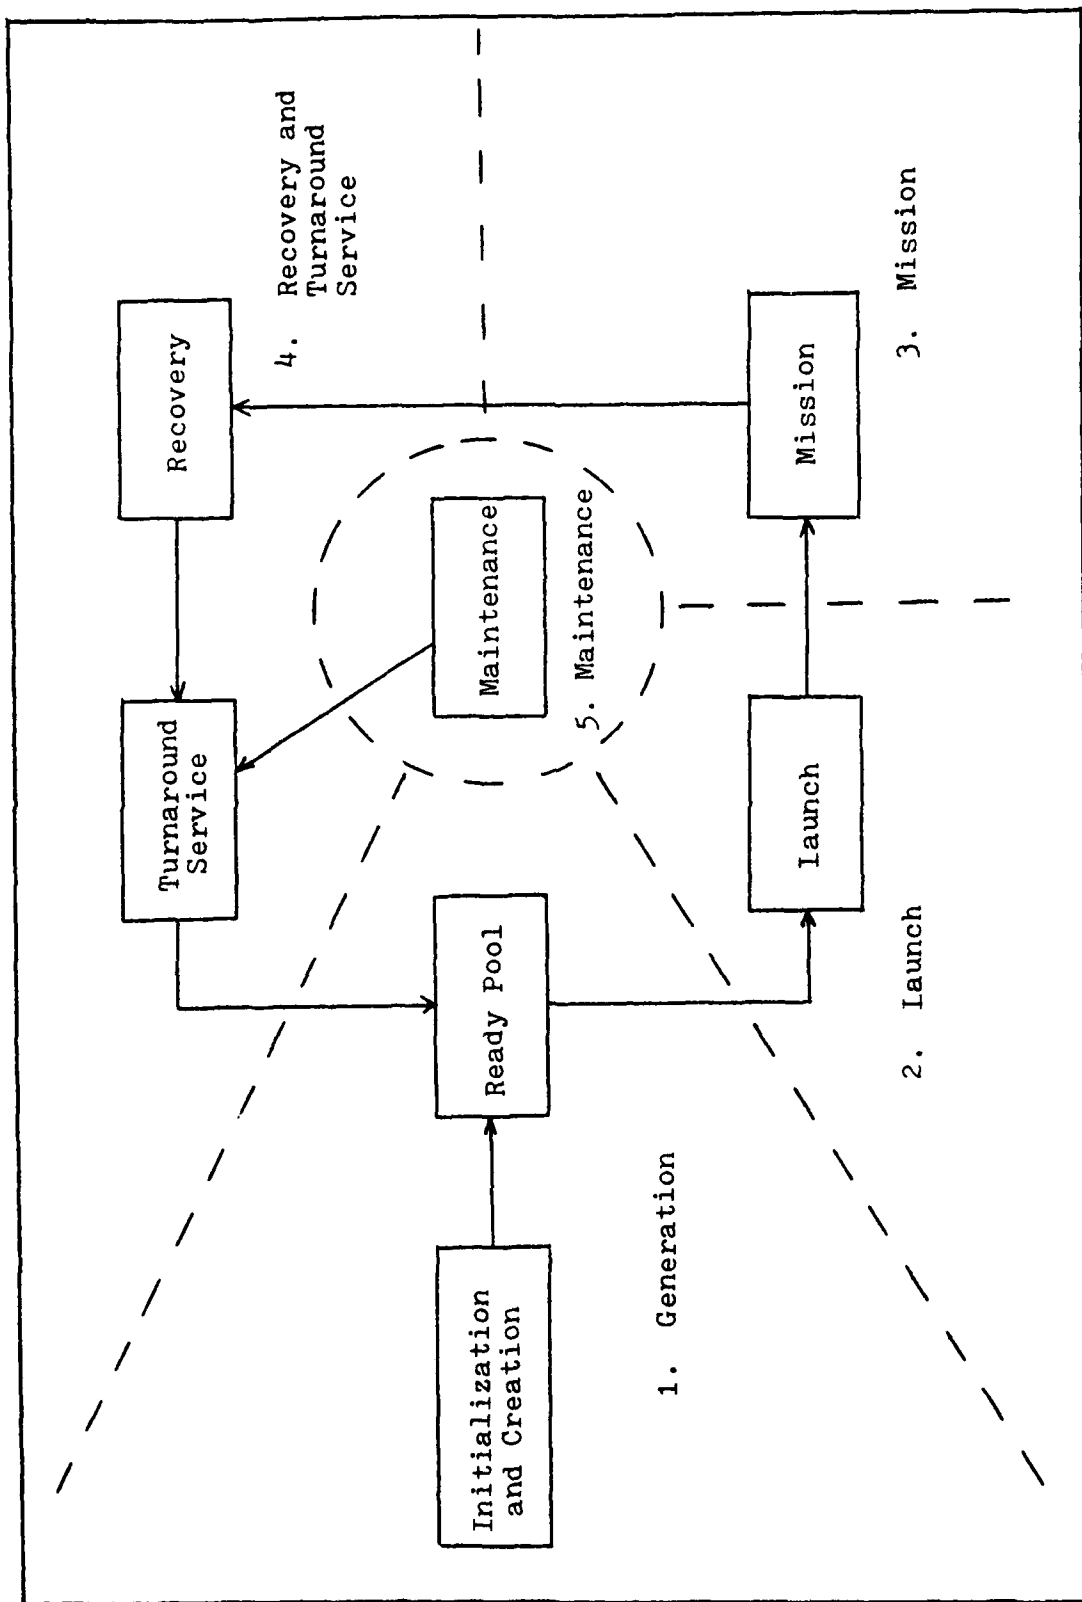 Turnaround
Service
Recovery
4. Recovery and
Turnaround
Service
Initialization
and Creation
Ready Pool
Maintenance
5. Maintenance
1. Generation
Launch
Mission
2. Launch
3. Mission